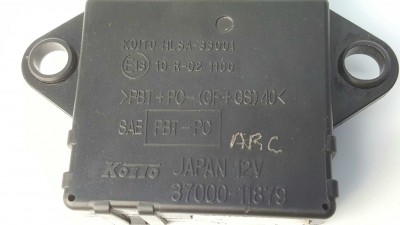 KOITO HLSA-33001
E13 10 R-02 1100
>PBT+PC-(GF+GS)40<
SAE PBT-PC
ARC
KOITO JAPAN 12V
37000-11879